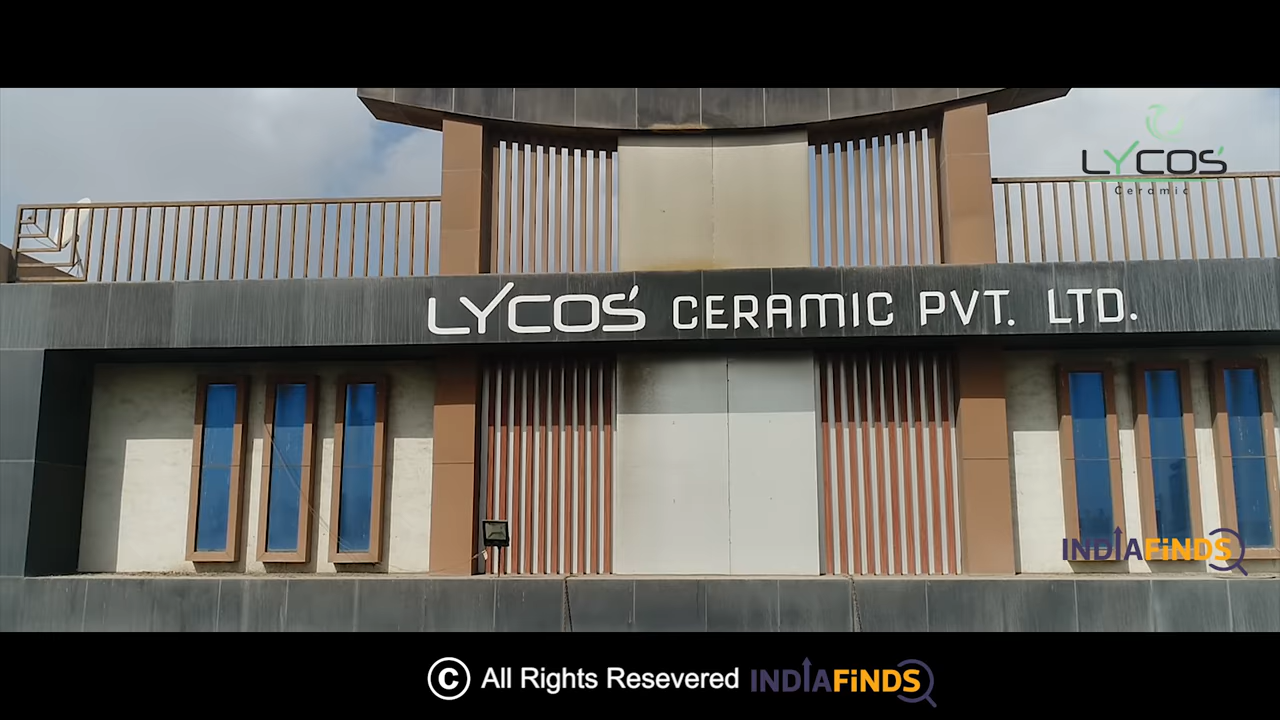 LYCOS
Ceramic
LYCOS CERAMIC PVT. LTD.
INDIAFiNDS
© All Rights Resevered INDIAFiNDS